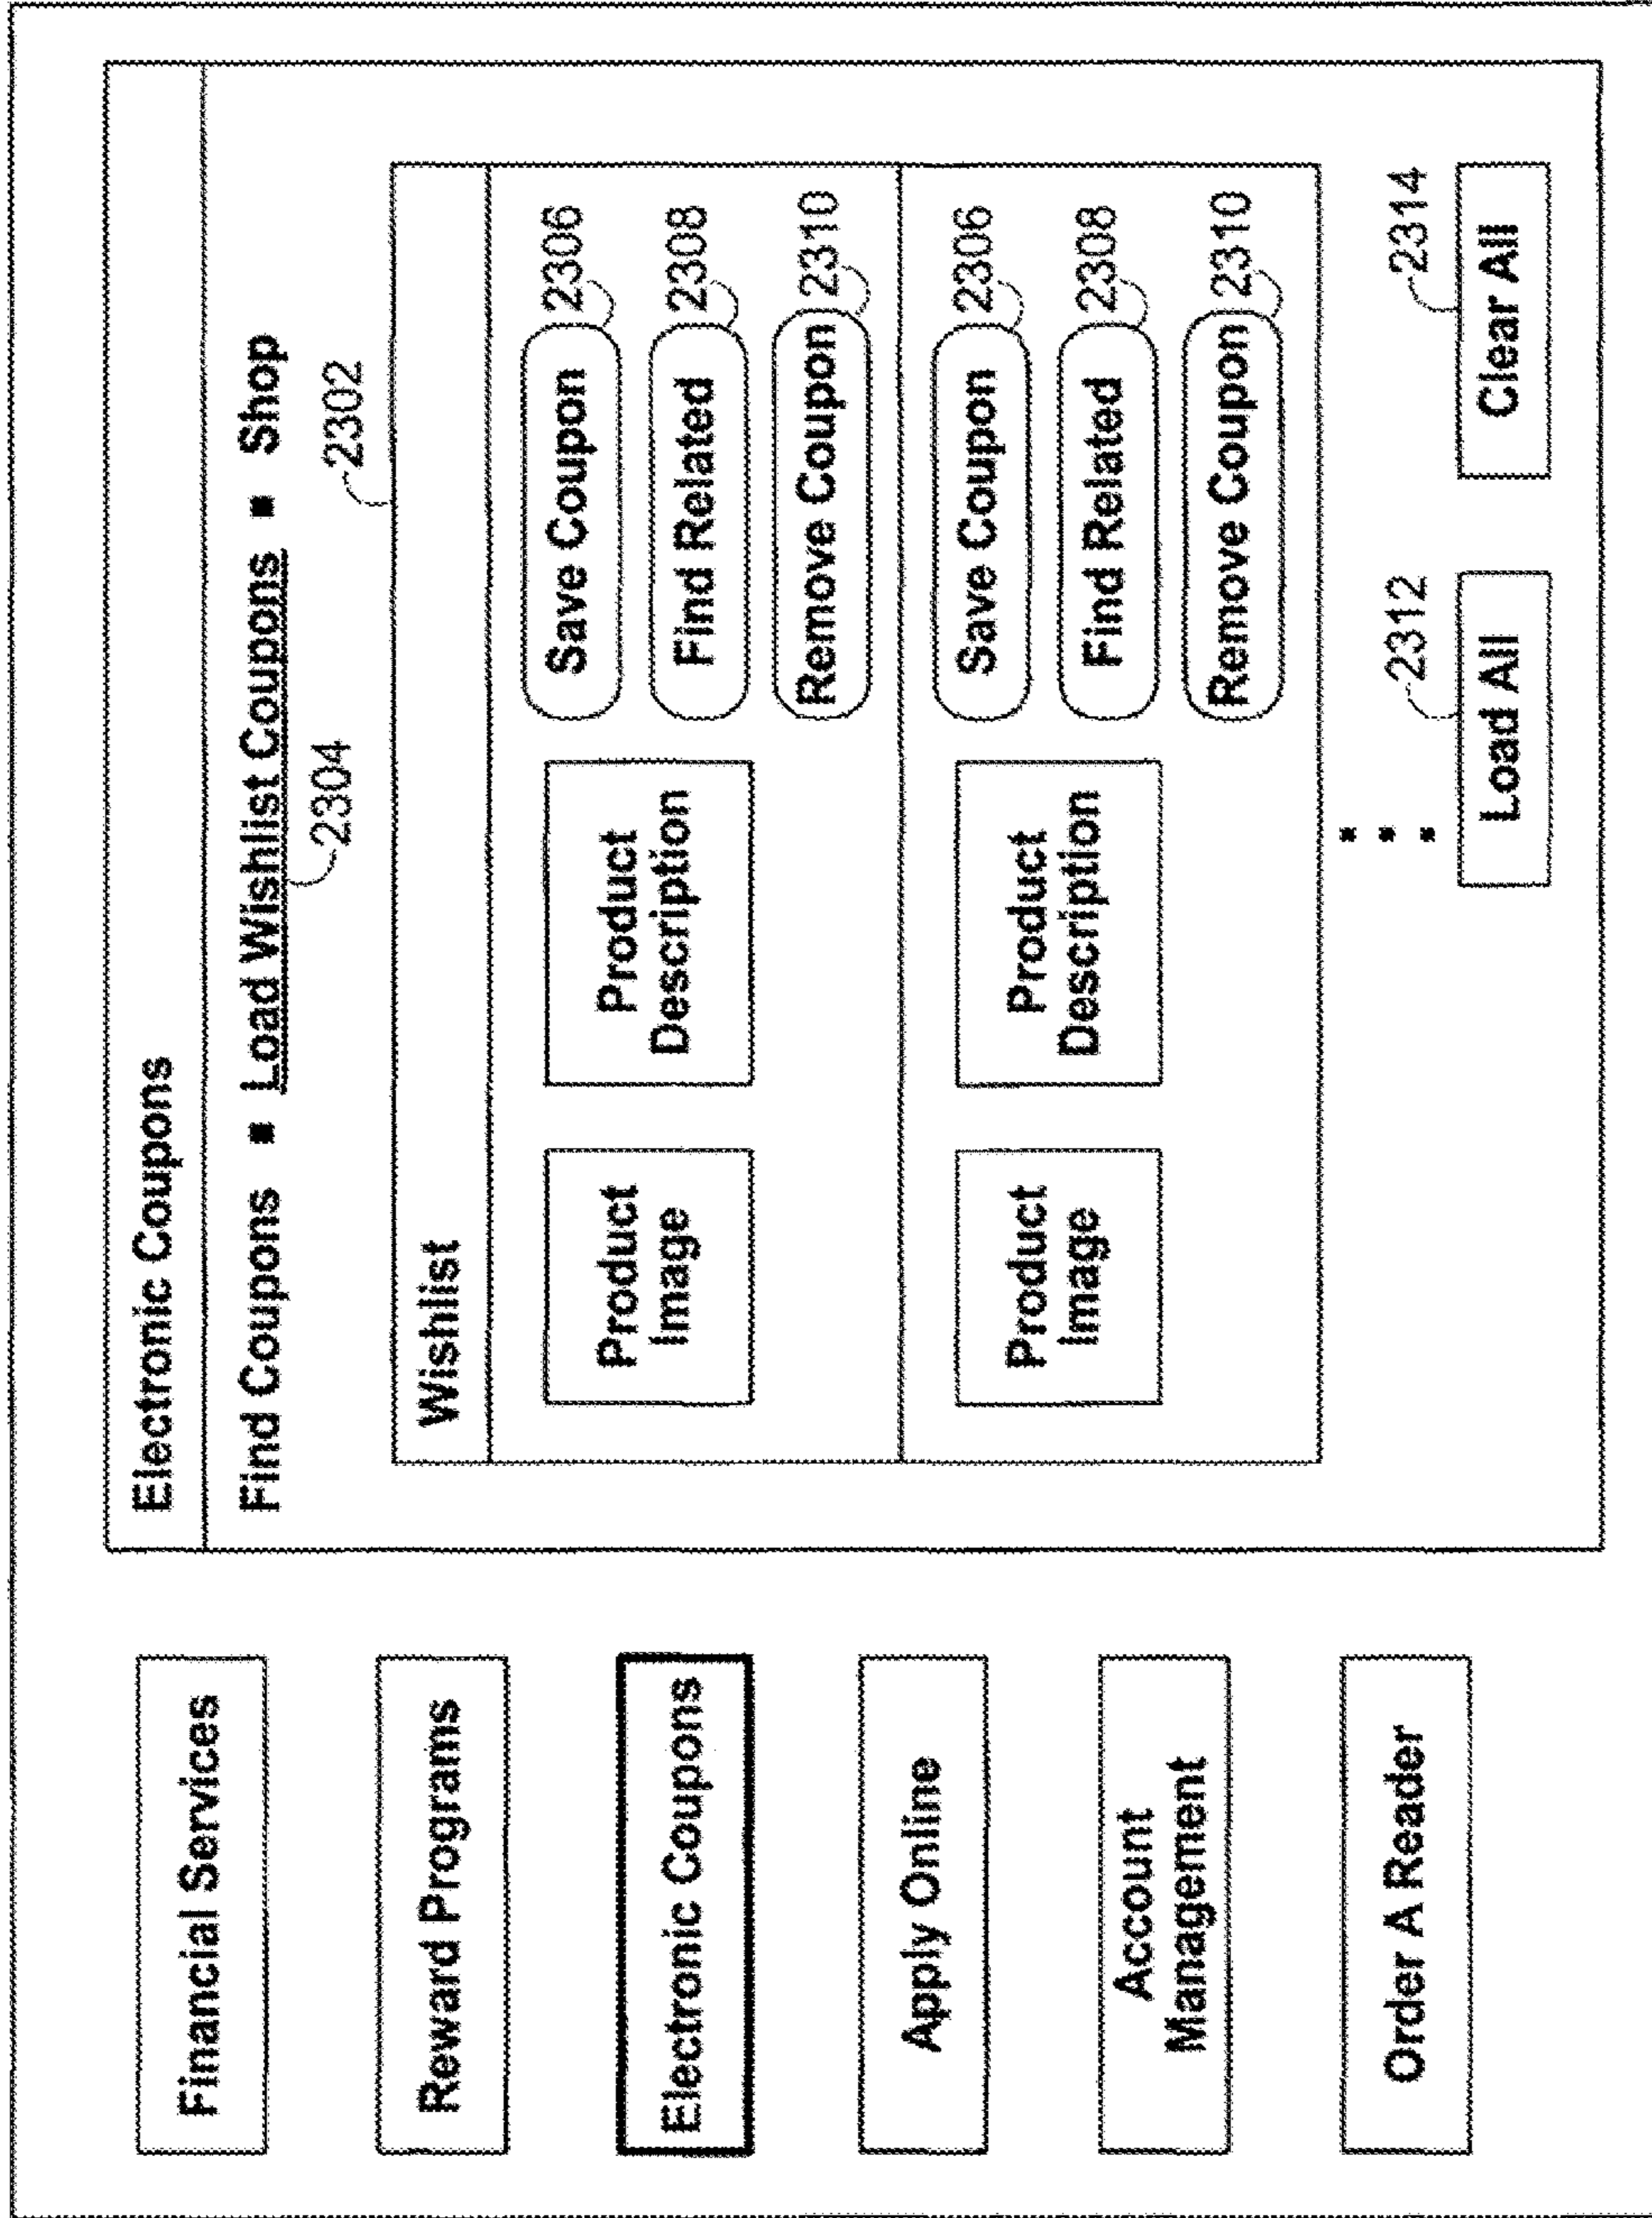 Financial Services
Reward Programs
Electronic Coupons
Apply Online
Account
Management
Order A Reader
Electronic Coupons
Find Coupons ▪ Load Wishlist Coupons ▪ Shop
2304
2302
Wishlist
Product
Image
Product
Description
Save Coupon 2306
Find Related 2308
Remove Coupon 2310
Product
Image
Product
Description
Save Coupon 2306
Find Related 2308
Remove Coupon 2310
2312
2314
Load All
Clear All